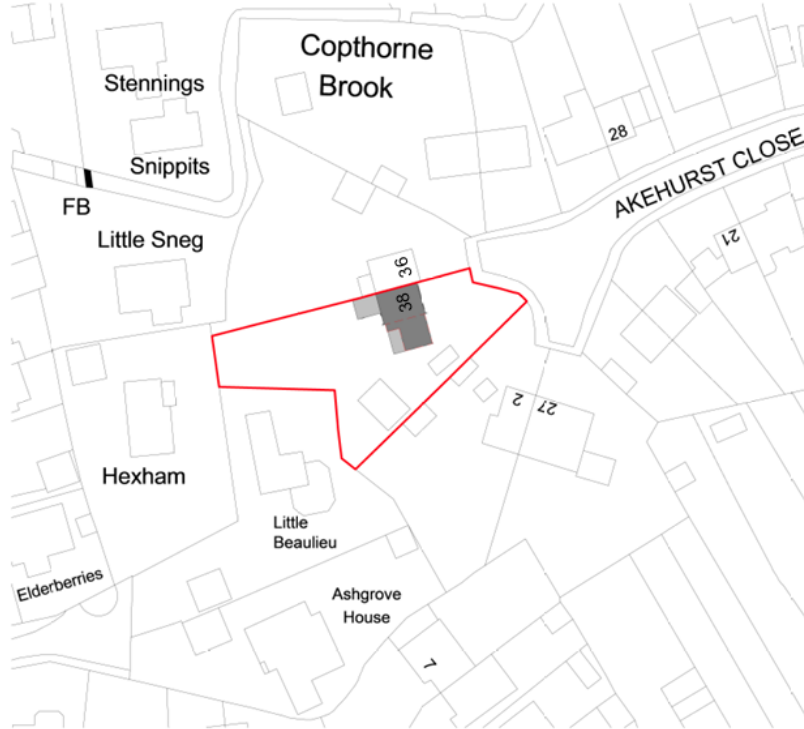 Copthorne
Brook
Stennings
Snippits
28
AKEHURST CLOSE
FB
Little Sneg
21
36
38
2
27
Hexham
Little
Beaulieu
Elderberries
Ashgrove
House
7